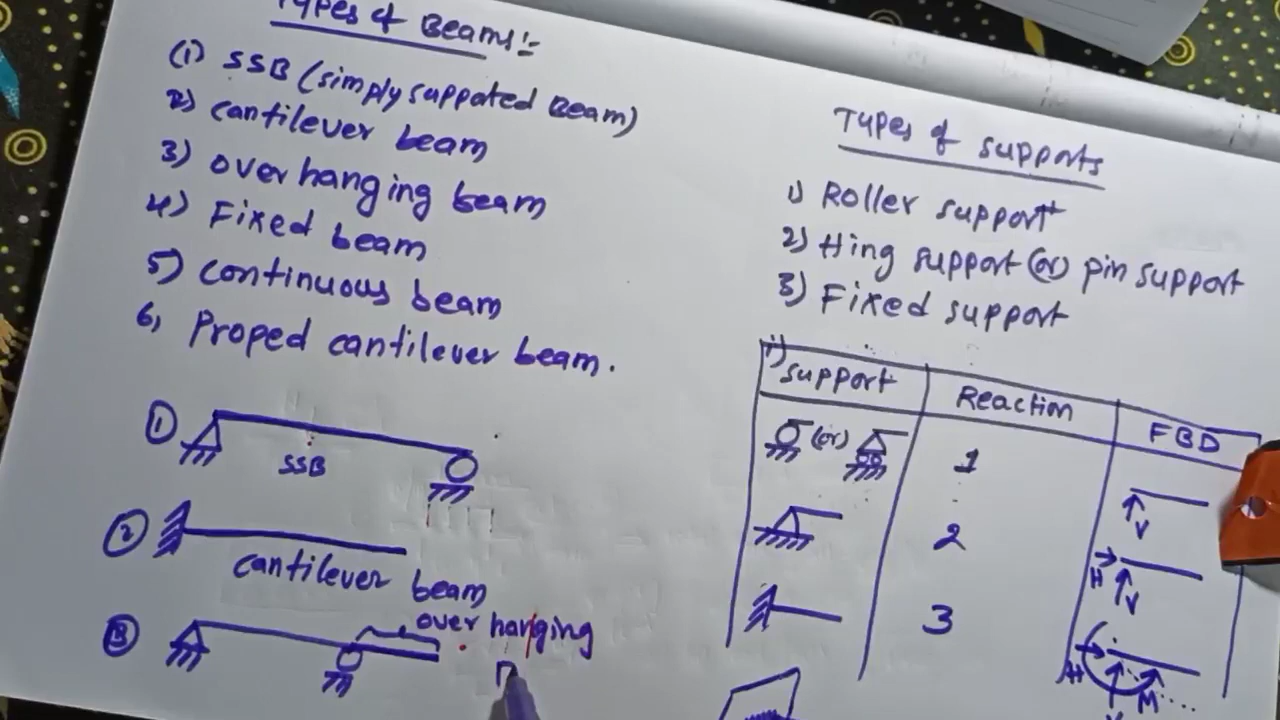 Types of Beams:-
(1) SSB (simply suppoted Beam)
2) cantilever beam
3) over hanging beam
4) Fixed beam
5) continuous beam
6, Proped cantilever beam.
① SSB
② cantilever beam
③ over hanging
Types of supports
1) Roller support
2) Hing support (or) pin support
3) Fixed support
1) support Reaction FBD
(or) 1 V
2 H V
3 H V M